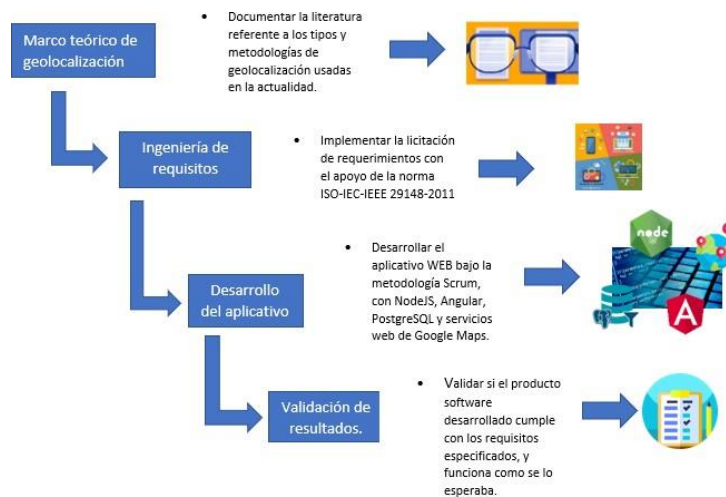 Marco teórico de
geolocalización
• Documentar la literatura
referente a los tipos y
metodologías de
geolocalización usadas
en la actualidad.
Ingeniería de
requisitos
• Implementar la licitación
de requerimientos con
el apoyo de la norma
ISO-IEC-IEEE 29148-2011
Desarrollo
del aplicativo
• Desarrollar el
aplicativo WEB bajo la
metodología Scrum,
con NodeJS, Angular,
PostgreSQL y servicios
web de Google Maps.
node
A
Validación de
resultados.
• Validar si el producto
software
desarrollado cumple
con los requisitos
especificados, y
funciona como se lo
esperaba.